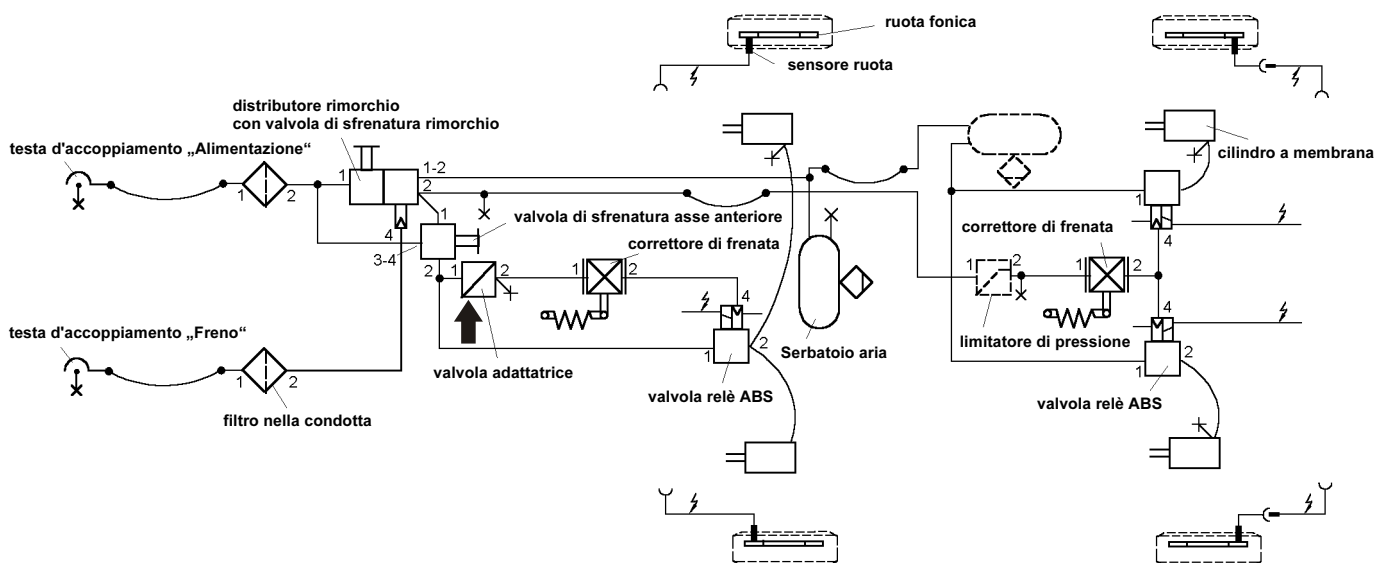 ruota fonica
sensore ruota
distributore rimorchio
con valvola di sfrenatura rimorchio
testa d'accoppiamento „Alimentazione“
cilindro a membrana
1
2
1
1-2
2
1
4
3-4
2
valvola di sfrenatura asse anteriore
correttore di frenata
1
2
1
2
4
1
2
Serbatoio aria
valvola adattatrice
valvola relè ABS
testa d'accoppiamento „Freno“
1
2
filtro nella condotta
1
4
correttore di frenata
1
2
1
2
limitatore di pressione
4
2
1
valvola relè ABS